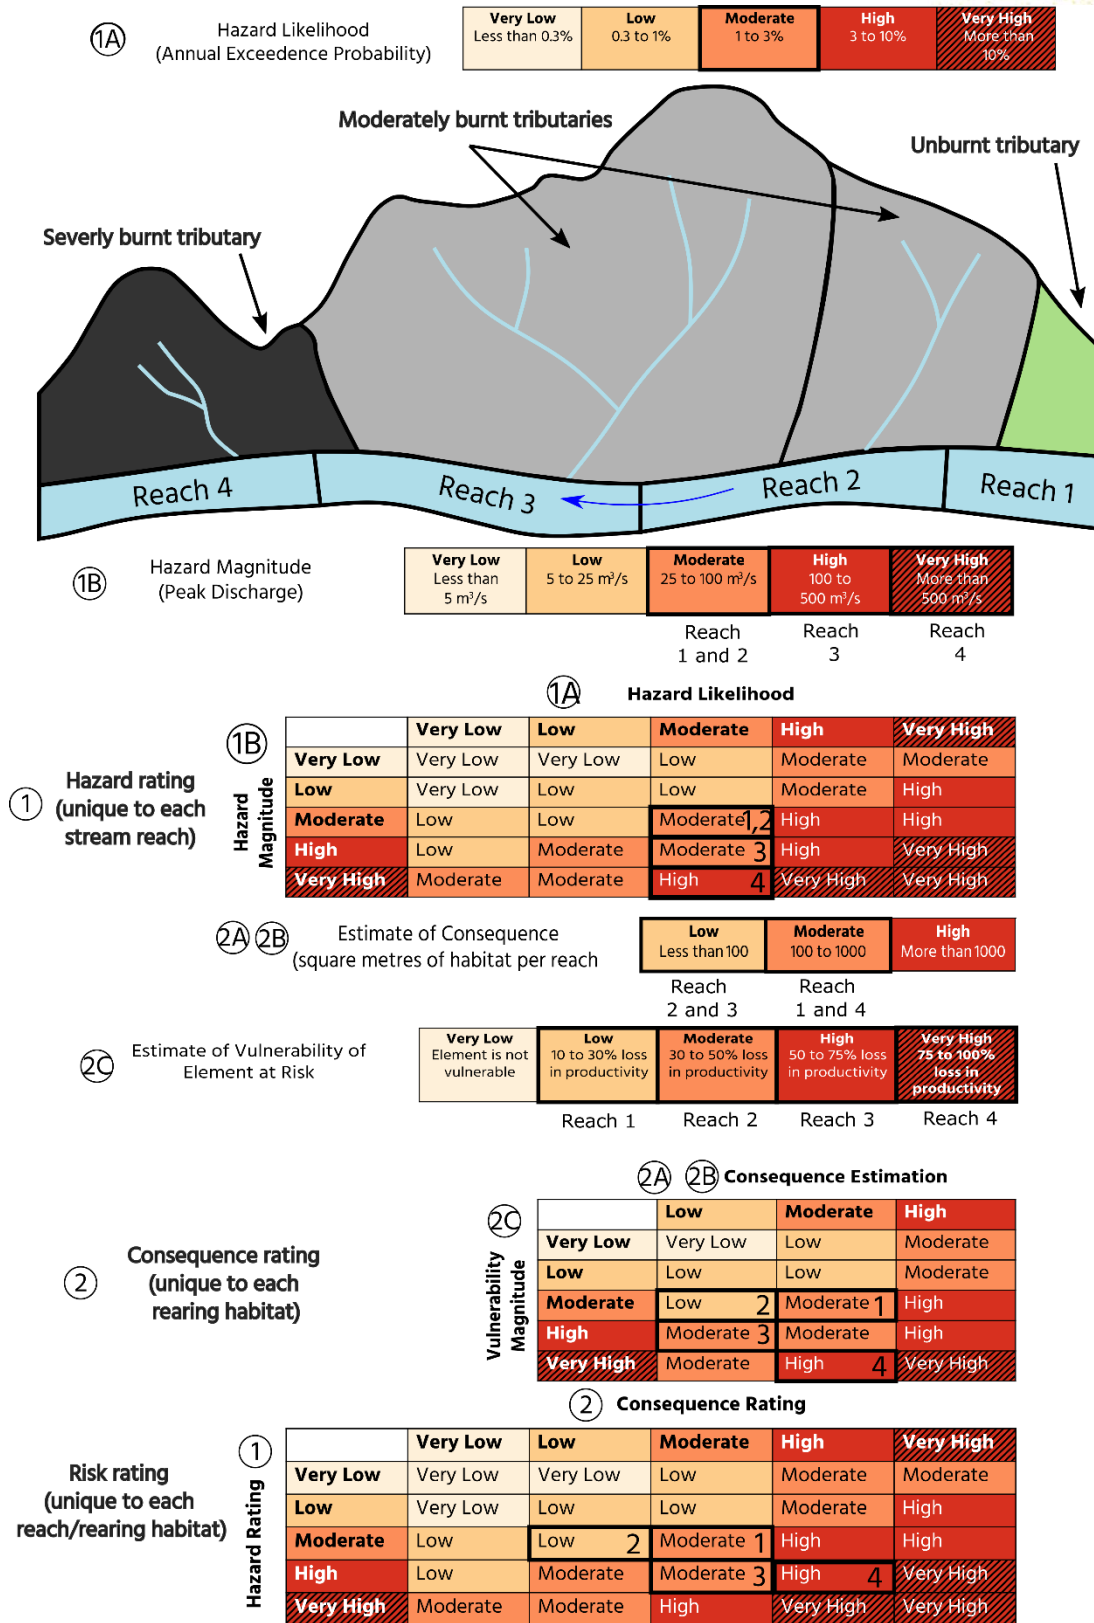 1A
Hazard Likelihood
(Annual Exceedence Probability)
Very Low
Less than 0.3%
Low
0.3 to 1%
Moderate
1 to 3%
High
3 to 10%
Very High
More than
10%
Moderately burnt tributaries
Unburnt tributary
Severly burnt tributary
Reach 4
Reach 3
Reach 2
Reach 1
1B
Hazard Magnitude
(Peak Discharge)
Very Low
Less than
5 m³/s
Low
5 to 25 m³/s
Moderate
25 to 100 m³/s
High
100 to
500 m³/s
Very High
More than
500 m³/s
Reach
1 and 2
Reach
3
Reach
4
1A Hazard Likelihood
1B
Hazard
Magnitude
1
Hazard rating
(unique to each
stream reach)
Very Low Low Moderate High Very High
Very Low Very Low Very Low Low Moderate Moderate
Low Very Low Low Low Moderate High
Moderate Low Low Moderate 1,2 High High
High Low Moderate Moderate 3 High Very High
Very High Moderate Moderate High 4 Very High Very High
2A 2B
Estimate of Consequence
(square metres of habitat per reach
Low
Less than 100
Moderate
100 to 1000
High
More than 1000
Reach
2 and 3
Reach
1 and 4
2C
Estimate of Vulnerability of
Element at Risk
Very Low
Element is not
vulnerable
Low
10 to 30% loss
in productivity
Moderate
30 to 50% loss
in productivity
High
50 to 75% loss
in productivity
Very High
75 to 100%
loss in
productivity
Reach 1
Reach 2
Reach 3
Reach 4
2A 2B Consequence Estimation
2C
Vulnerability
Magnitude
2
Consequence rating
(unique to each
rearing habitat)
Low Moderate High
Very Low Very Low Low Moderate
Low Low Low Moderate
Moderate Low 2 Moderate 1 High
High Moderate 3 Moderate High
Very High Moderate High 4 Very High
2 Consequence Rating
1
Hazard Rating
Risk rating
(unique to each
reach/rearing habitat)
Very Low Low Moderate High Very High
Very Low Very Low Very Low Low Moderate Moderate
Low Very Low Low Low Moderate High
Moderate Low Low 2 Moderate 1 High High
High Low Moderate Moderate 3 High 4 Very High
Very High Moderate Moderate High Very High Very High